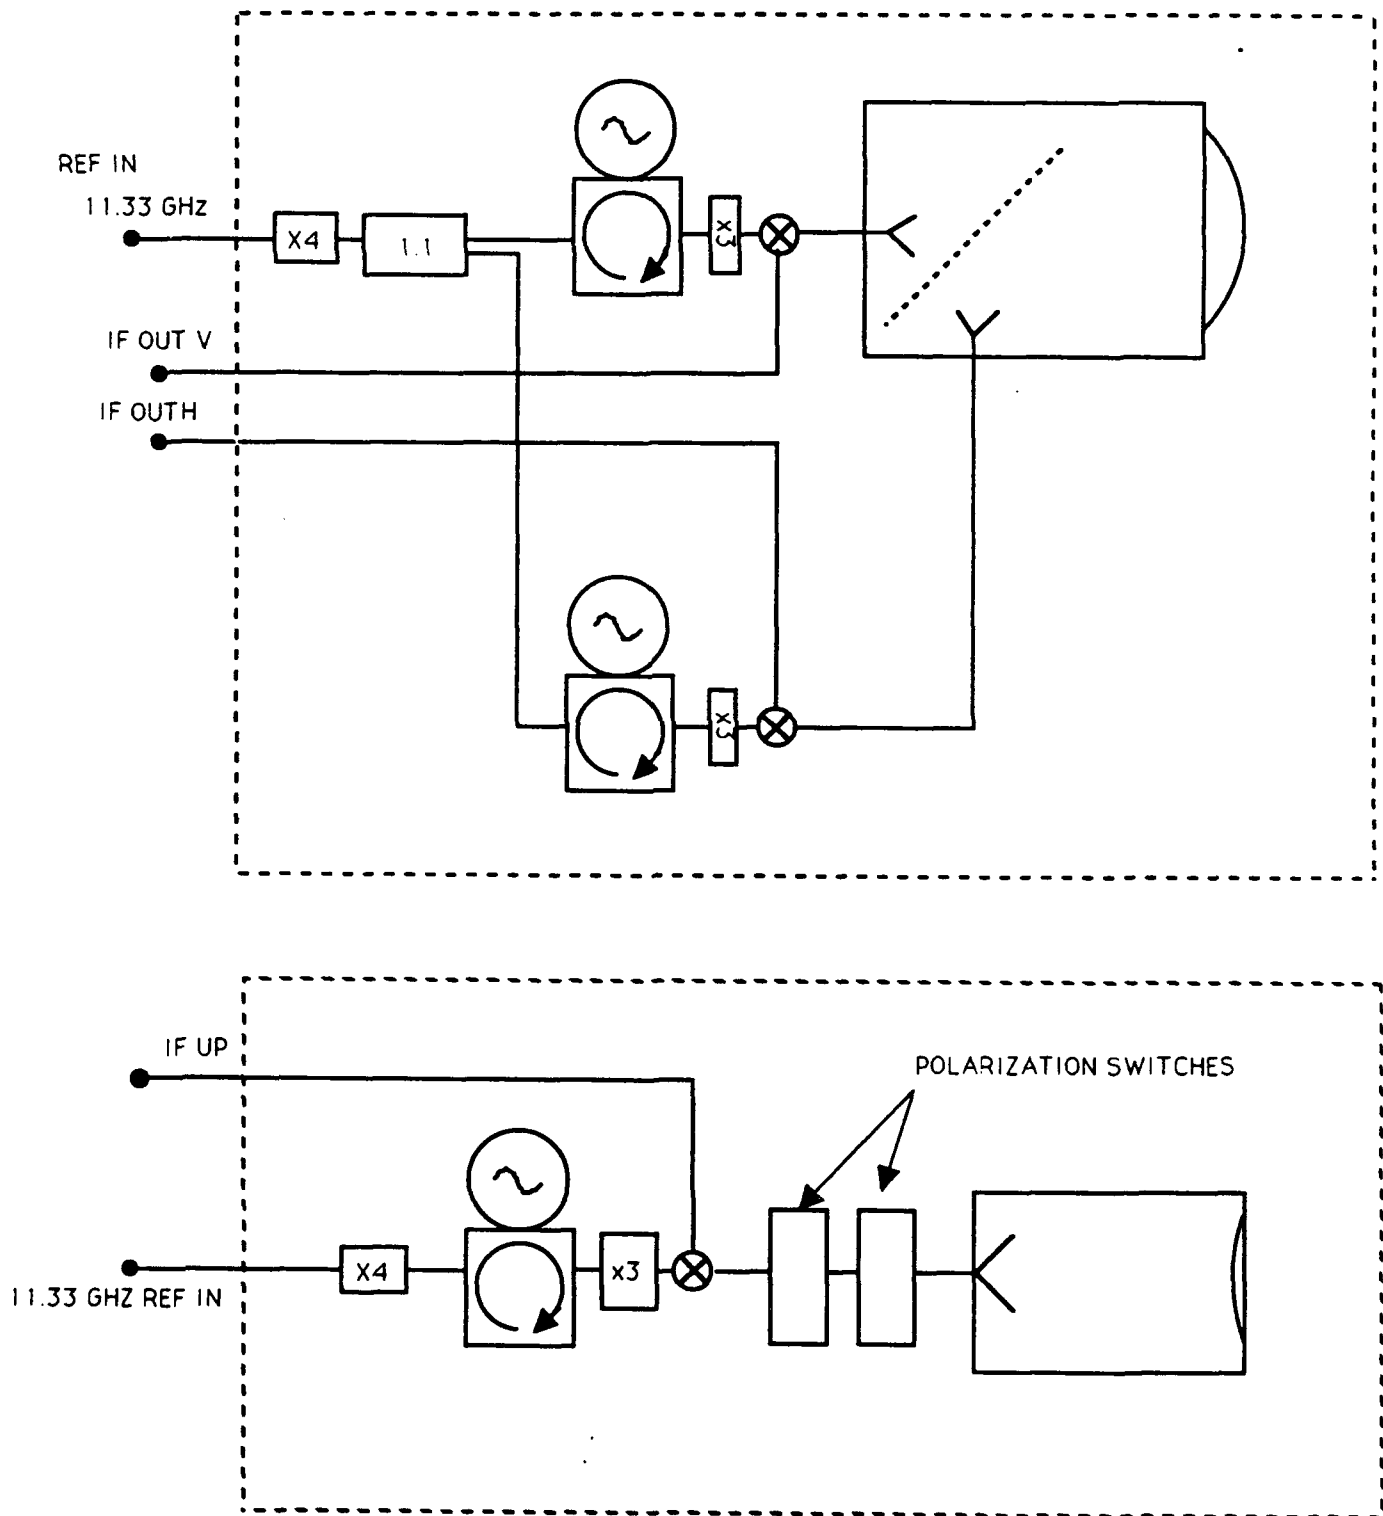 REF IN
11.33 GHz
X4
1.1
x3
IF OUT V
IF OUTH
x3
IF UP
POLARIZATION SWITCHES
X4
x3
11.33 GHZ REF IN